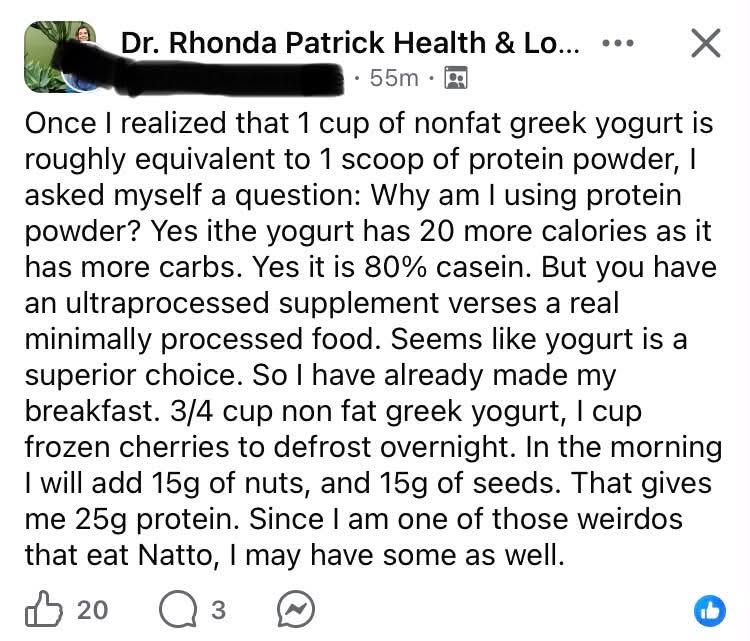 Dr. Rhonda Patrick Health & Lo...
· 55m ·
Once I realized that 1 cup of nonfat greek yogurt is
roughly equivalent to 1 scoop of protein powder, I
asked myself a question: Why am I using protein
powder? Yes ithe yogurt has 20 more calories as it
has more carbs. Yes it is 80% casein. But you have
an ultraprocessed supplement verses a real
minimally processed food. Seems like yogurt is a
superior choice. So I have already made my
breakfast. 3/4 cup non fat greek yogurt, I cup
frozen cherries to defrost overnight. In the morning
I will add 15g of nuts, and 15g of seeds. That gives
me 25g protein. Since I am one of those weirdos
that eat Natto, I may have some as well.
20 3